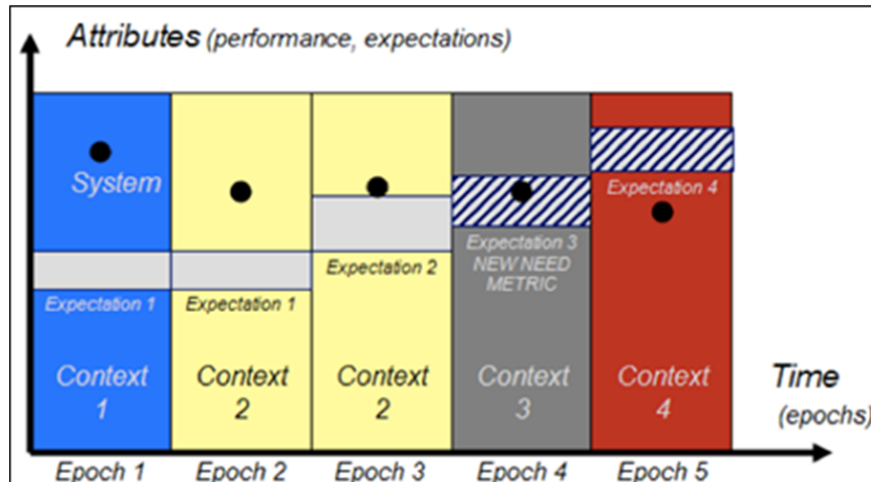 Attributes (performance, expectations)
System
Expectation 1
Expectation 1
Expectation 2
Expectation 3
NEW NEED
METRIC
Expectation 4
Context
1
Context
2
Context
2
Context
3
Context
4
Time
(epochs)
Epoch 1
Epoch 2
Epoch 3
Epoch 4
Epoch 5